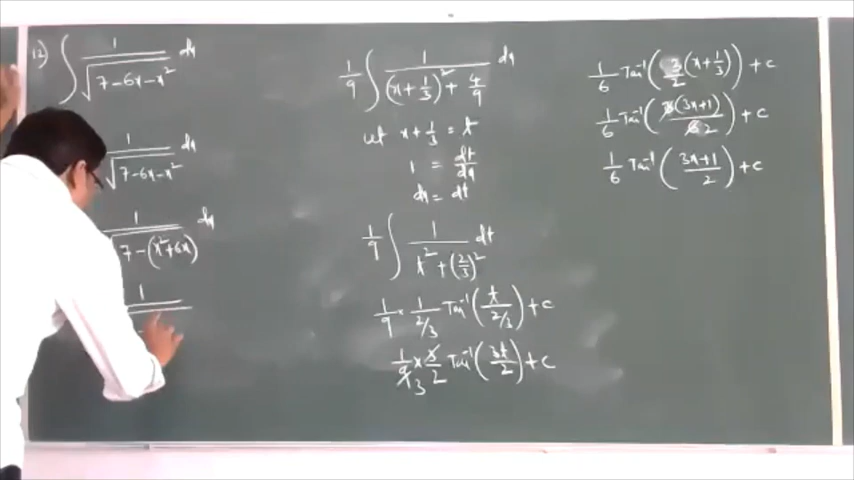 12) ∫ 1/√(7-6x-x²) dx
1/√(7-6x-x²) dx
1/√(7-(x²+6x)) dx
1
1/9 ∫ 1/((x+1/3)²+4/9) dx
let x+1/3 = t
1 = dt/dx
dx = dt
1/9 ∫ 1/(t²+(2/3)²) dt
1/9 × 1/(2/3) Tan⁻¹(t/(2/3)) + c
1/9 × 3/2 Tan⁻¹(3t/2) + c
3
1/6 Tan⁻¹(3/2 (x+1/3)) + c
1/6 Tan⁻¹(3(3x+1)/(3 2)) + c
1/6 Tan⁻¹((3x+1)/2) + c